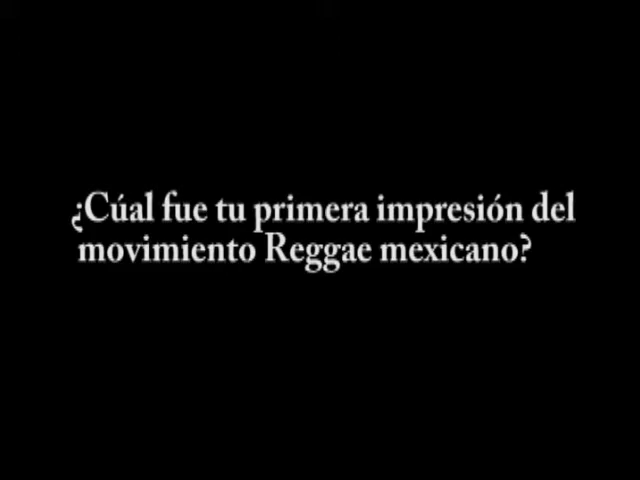 ¿Cúal fue tu primera impresión del
movimiento Reggae mexicano?